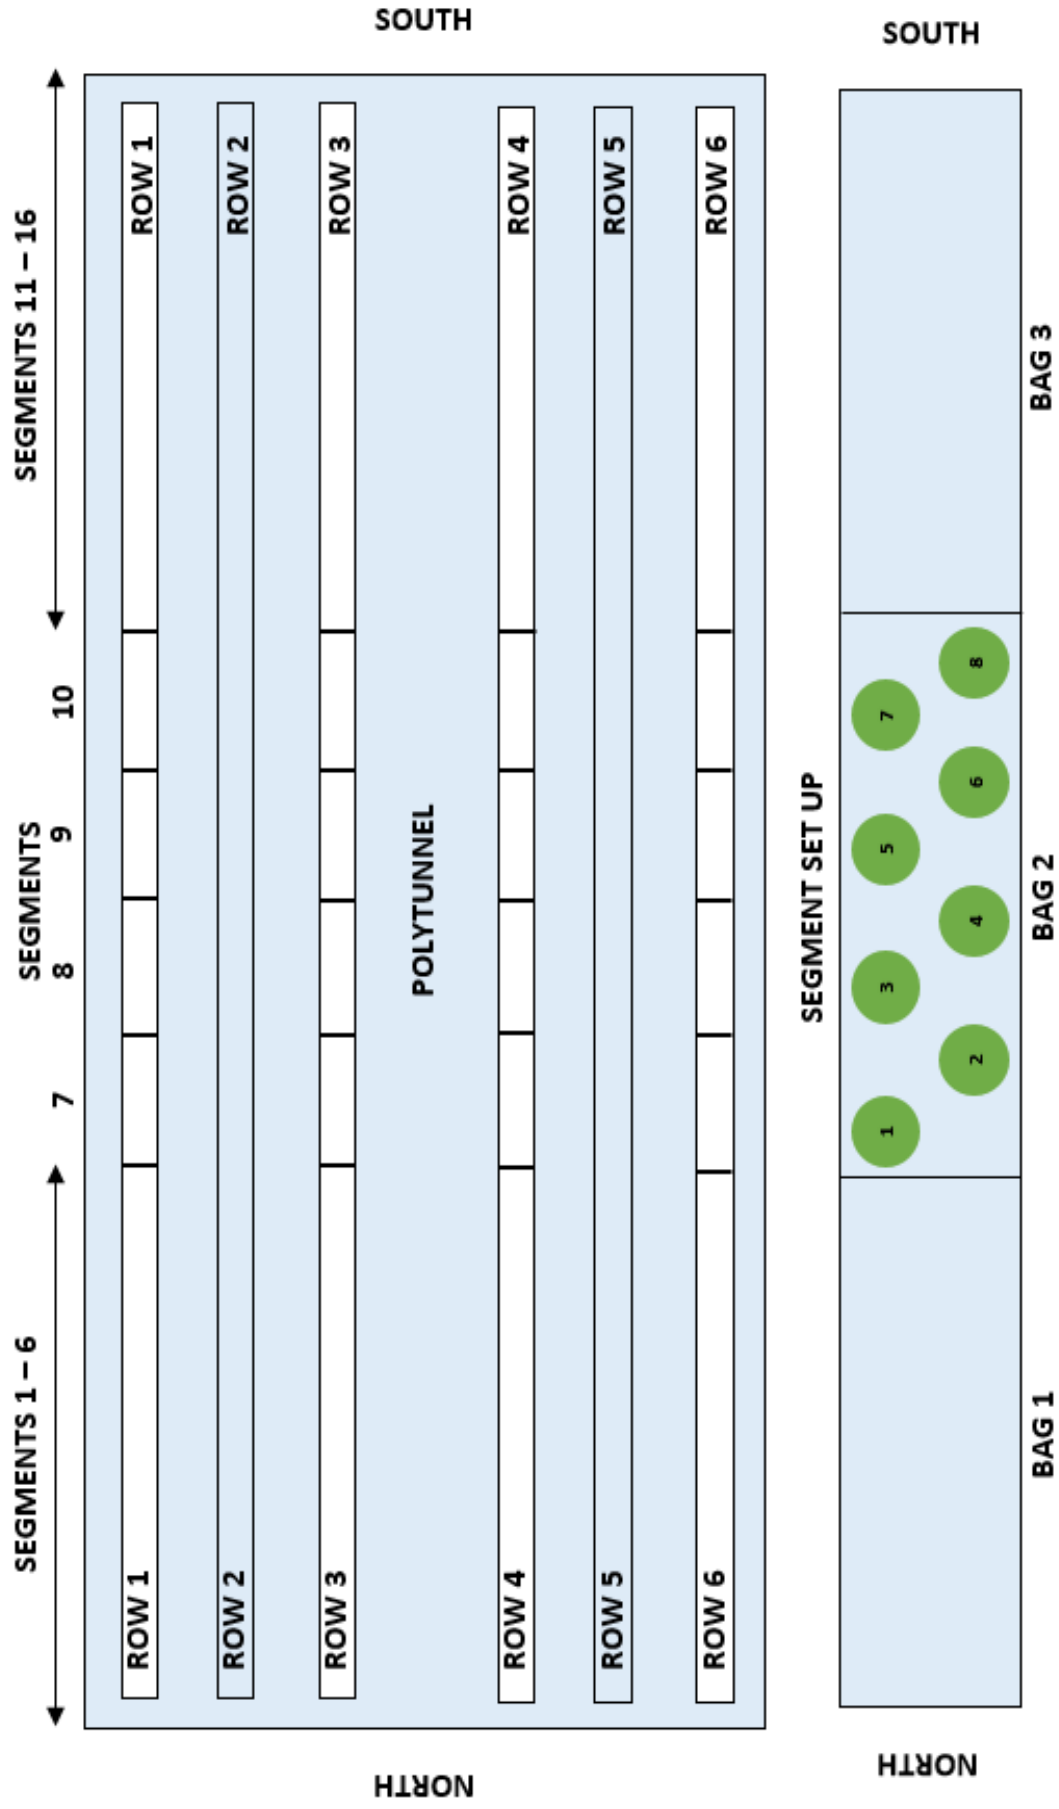 SOUTH
SOUTH
SEGMENTS 11 – 16
ROW 1
ROW 2
ROW 3
ROW 4
ROW 5
ROW 6
SEGMENTS
10
9
8
7
POLYTUNNEL
SEGMENTS 1 – 6
ROW 1
ROW 2
ROW 3
ROW 4
ROW 5
ROW 6
NORTH
SEGMENT SET UP
BAG 3
BAG 2
BAG 1
1
2
3
4
5
6
7
8
NORTH